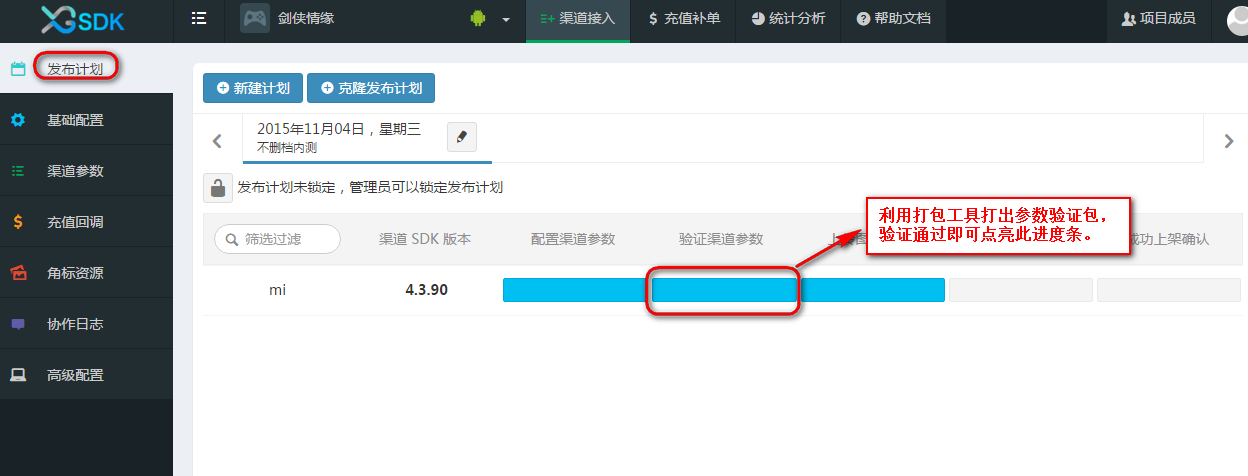 XGSDK
剑侠情缘
渠道接入
充值补单
统计分析
帮助文档
项目成员
发布计划
基础配置
渠道参数
充值回调
角标资源
协作日志
高级配置
新建计划
克隆发布计划
2015年11月04日，星期三
不删档内测
发布计划未锁定，管理员可以锁定发布计划
利用打包工具打出参数验证包，
验证通过即可点亮此进度条。
筛选过滤
渠道 SDK 版本
配置渠道参数
验证渠道参数
成功上架确认
mi
4.3.90